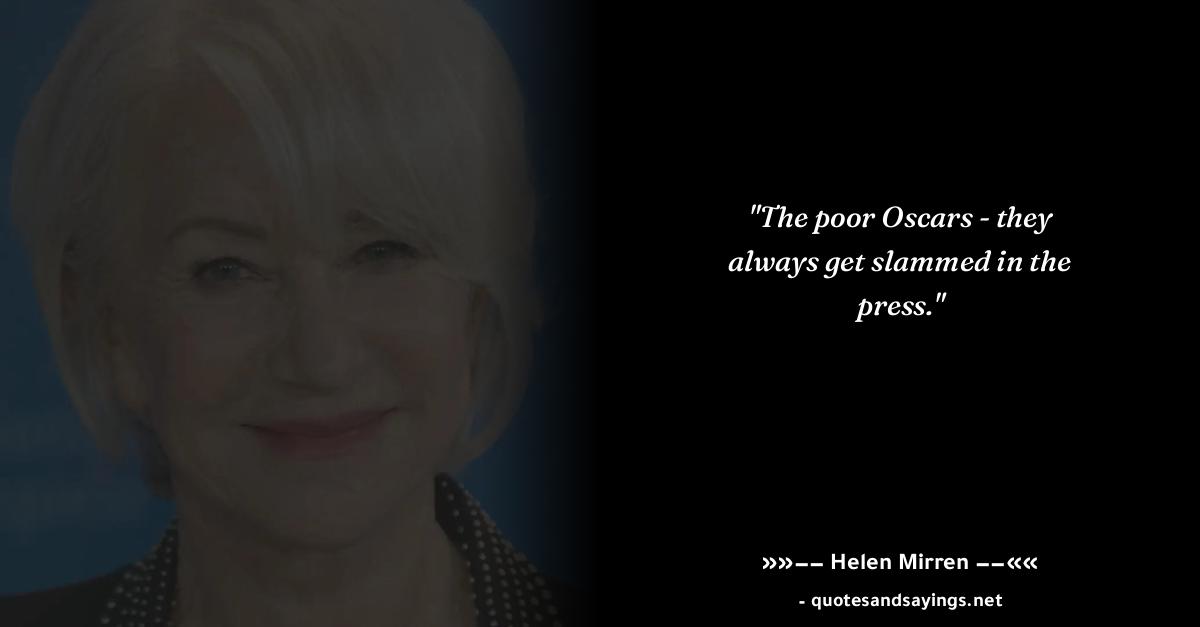 "The poor Oscars - they
always get slammed in the
press."
»»−− Helen Mirren −−««
- quotesandsayings.net